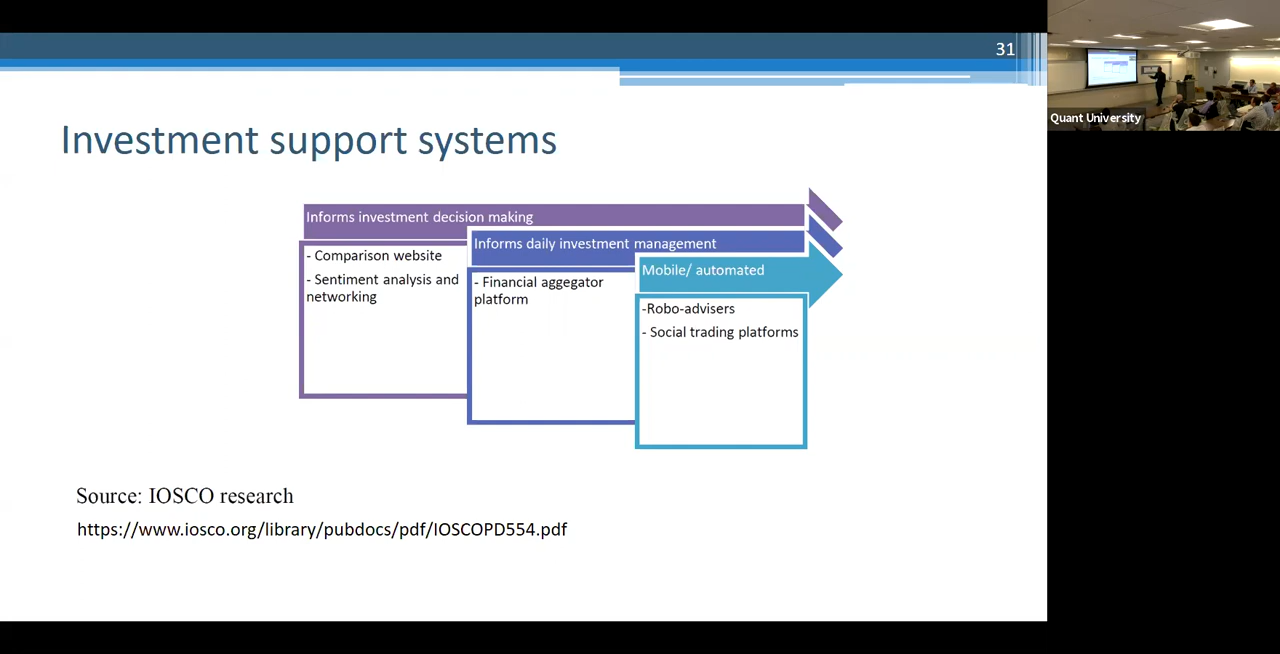 31
Quant University
Investment support systems
Informs investment decision making
- Comparison website
- Sentiment analysis and
networking
Informs daily investment management
- Financial aggegator
platform
Mobile/ automated
-Robo-advisers
- Social trading platforms
Source: IOSCO research
https://www.iosco.org/library/pubdocs/pdf/IOSCOPD554.pdf